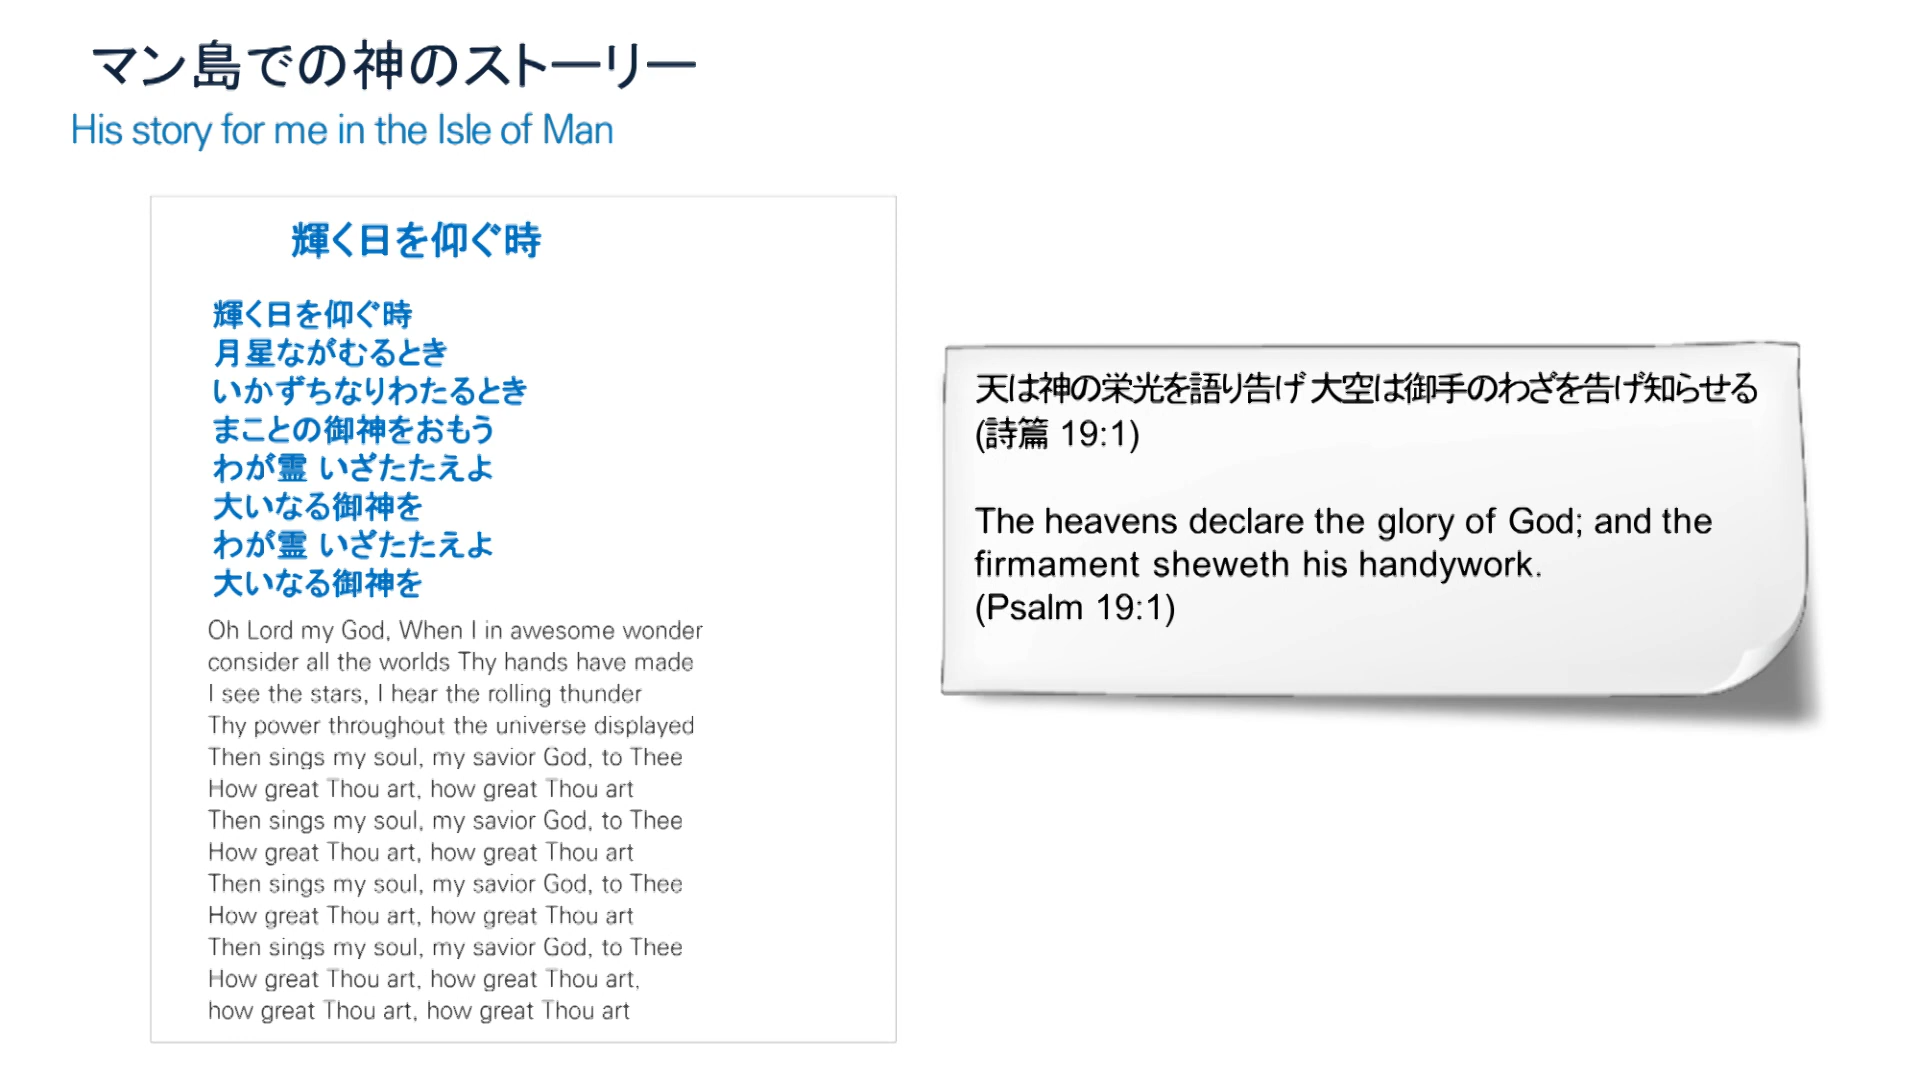 マン島での神のストーリー
His story for me in the Isle of Man
輝く日を仰ぐ時
輝く日を仰ぐ時
月星ながむるとき
いかずちなりわたるとき
まことの御神をおもう
わが霊 いざたたえよ
大いなる御神を
わが霊 いざたたえよ
大いなる御神を
Oh Lord my God, When I in awesome wonder
consider all the worlds Thy hands have made
I see the stars, I hear the rolling thunder
Thy power throughout the universe displayed
Then sings my soul, my savior God, to Thee
How great Thou art, how great Thou art
Then sings my soul, my savior God, to Thee
How great Thou art, how great Thou art
Then sings my soul, my savior God, to Thee
How great Thou art, how great Thou art
Then sings my soul, my savior God, to Thee
How great Thou art, how great Thou art,
how great Thou art, how great Thou art
天は神の栄光を語り告げ 大空は御手のわざを告げ知らせる
(詩篇 19:1)
The heavens declare the glory of God; and the
firmament sheweth his handywork.
(Psalm 19:1)